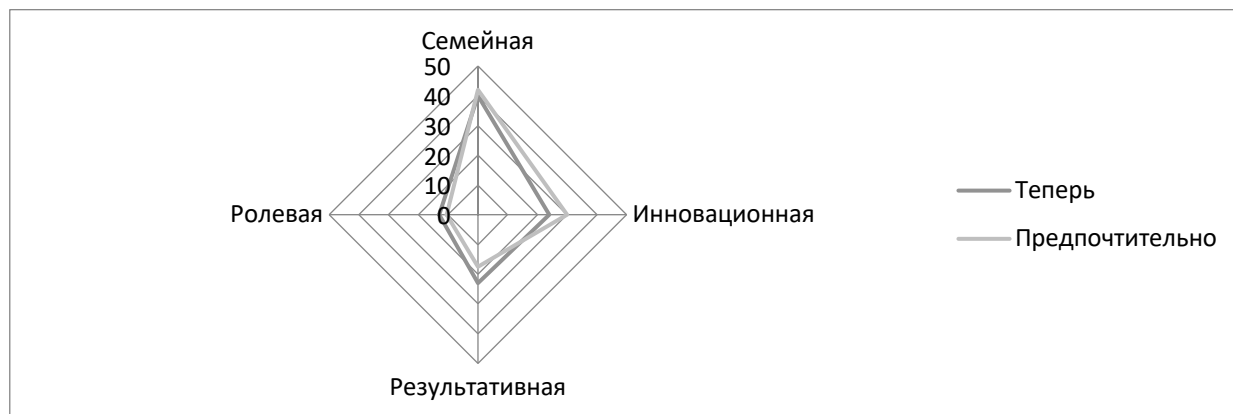 Семейная
50
40
30
20
10
0
Ролевая
Инновационная
Результативная
Теперь
Предпочтительно